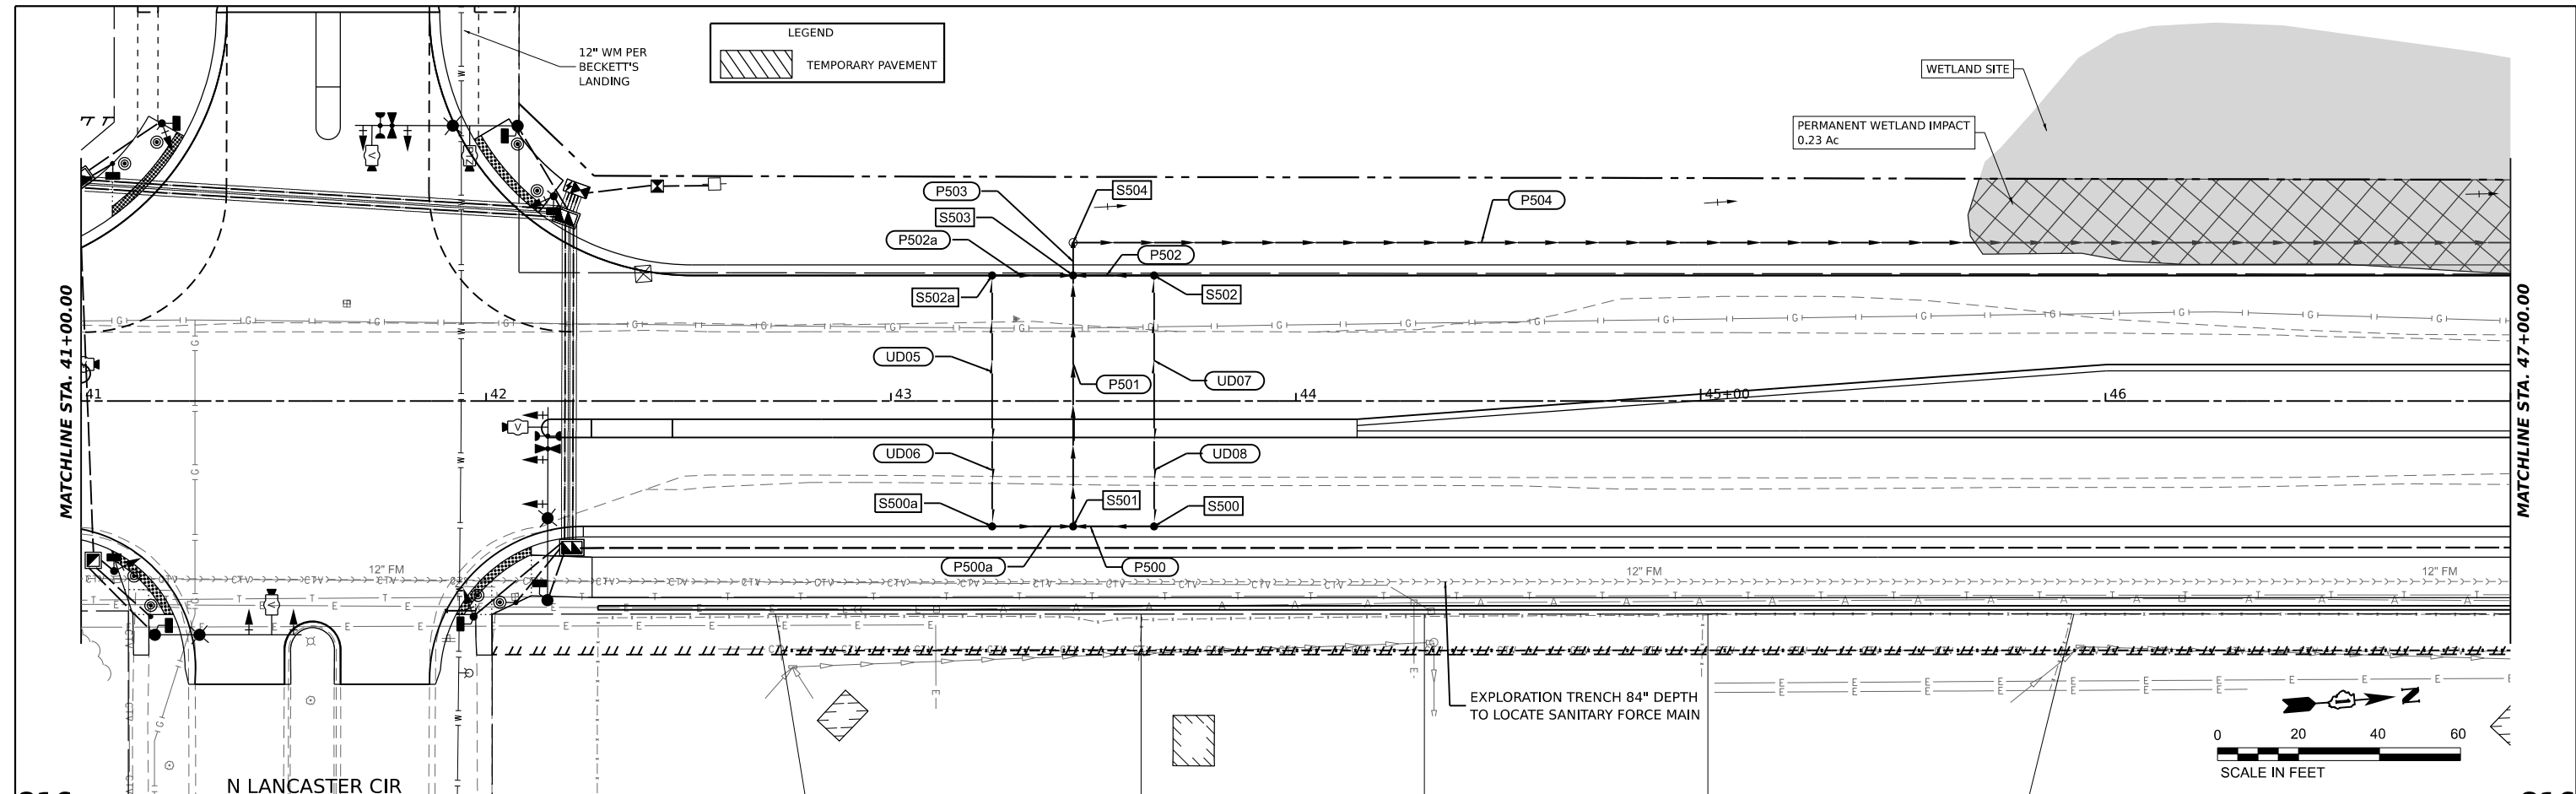 LEGEND
TEMPORARY PAVEMENT
12" WM PER
BECKETT'S
LANDING
WETLAND SITE
PERMANENT WETLAND IMPACT
0.23 Ac
P503
S504
S503
P504
P502a
P502
S502a
S502
MATCHLINE STA. 41+00.00
MATCHLINE STA. 47+00.00
UD05
P501
UD07
41
42
43
44
45+00
46
UD06
UD08
S500a
S501
S500
P500a
P500
12" FM
12" FM
12" FM
EXPLORATION TRENCH 84" DEPTH
TO LOCATE SANITARY FORCE MAIN
N
0 20 40 60
SCALE IN FEET
N LANCASTER CIR